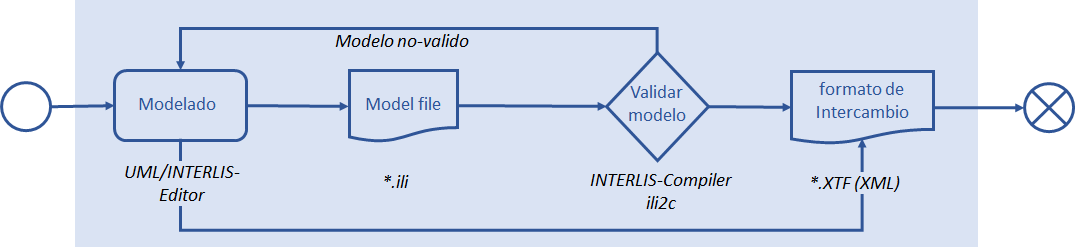 Modelo no-valido
Modelado
Model file
Validar
modelo
formato de
Intercambio
UML/INTERLIS-
Editor
*.ili
INTERLIS-Compiler
ili2c
*.XTF (XML)